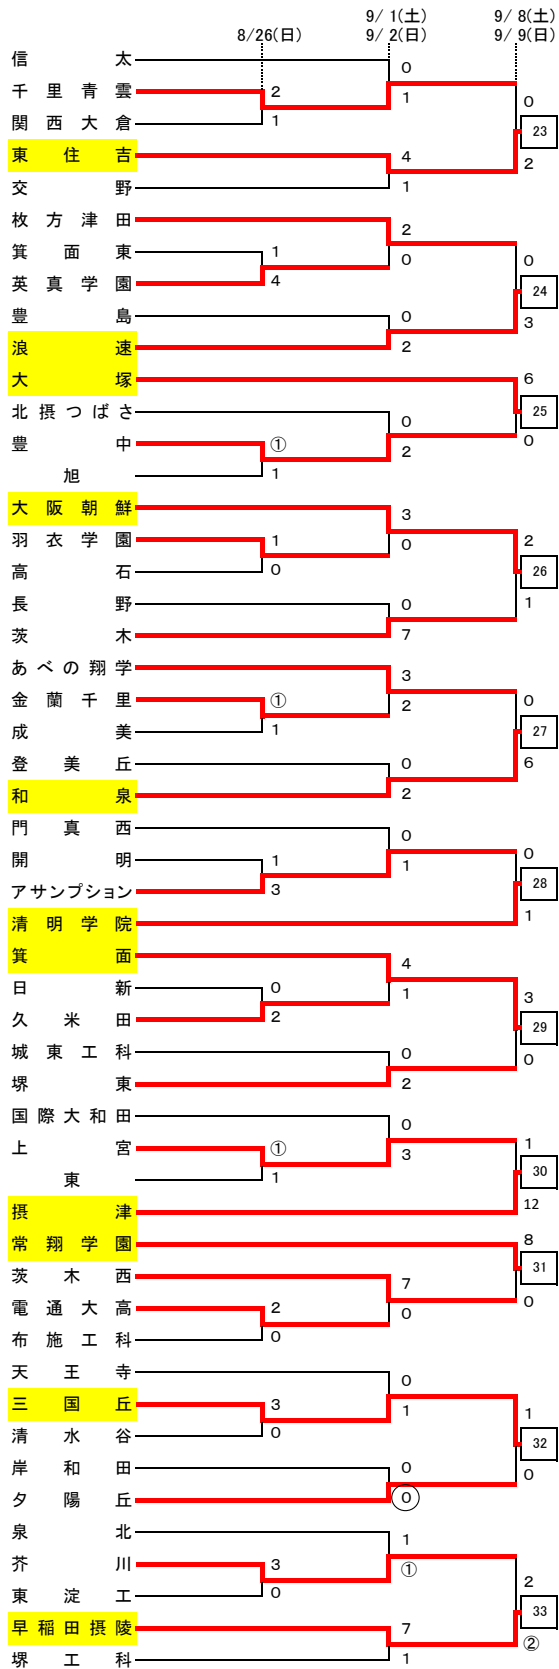 9/ 1(土) 9/ 8(土)
8/26(日) 9/ 2(日) 9/ 9(日)
信太
0
千里青雲 2
1 0
関西大倉 1
23
東住吉 4
2
交野 1
枚方津田 2
箕面東 1
0 0
英真学園 4
24
豊島 0
3
浪速 2
大塚 6
北摂つばさ 0
25
豊中 ①
2 0
旭 1
大阪朝鮮 3
羽衣学園 1
0 2
高石 0
26
長野 0
1
茨木 7
あべの翔学 3
金蘭千里 ①
2 0
成美 1
27
登美丘 0
6
和泉 2
門真西 0
開明 1
1 0
アサンプション 3
28
清明学院 1
箕面 4
日新 0
1 3
久米田 2
29
城東工科 0
0
堺東 2
国際大和田 0
上宮 ①
3 1
東 1
30
摂津 12
常翔学園 8
31
茨木西 7
電通大高 2
0 0
布施工科 0
天王寺 0
三国丘 3
1 1
清水谷 0
32
岸和田 0
0
夕陽丘 0
泉北 1
芥川 3
① 2
東淀工 0
33
早稲田摂陵 7
②
堺工科 1